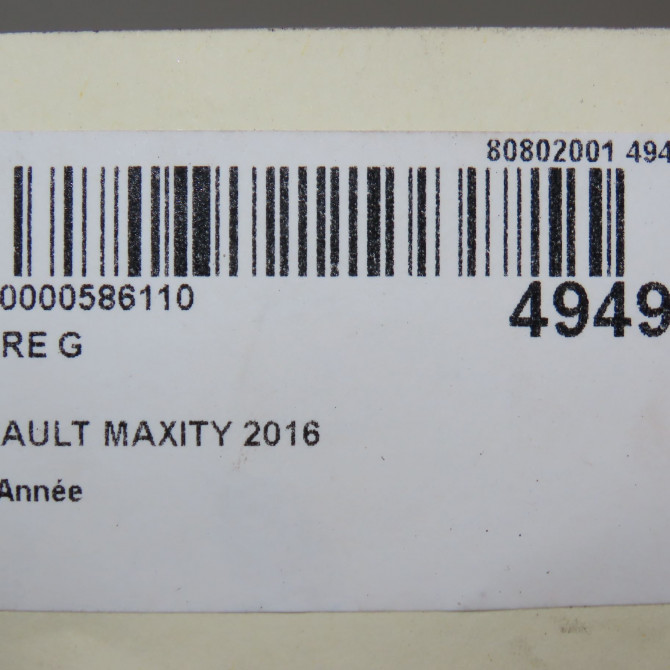 80802001 494
0000586110
4949
RE G
AULT MAXITY 2016
Année